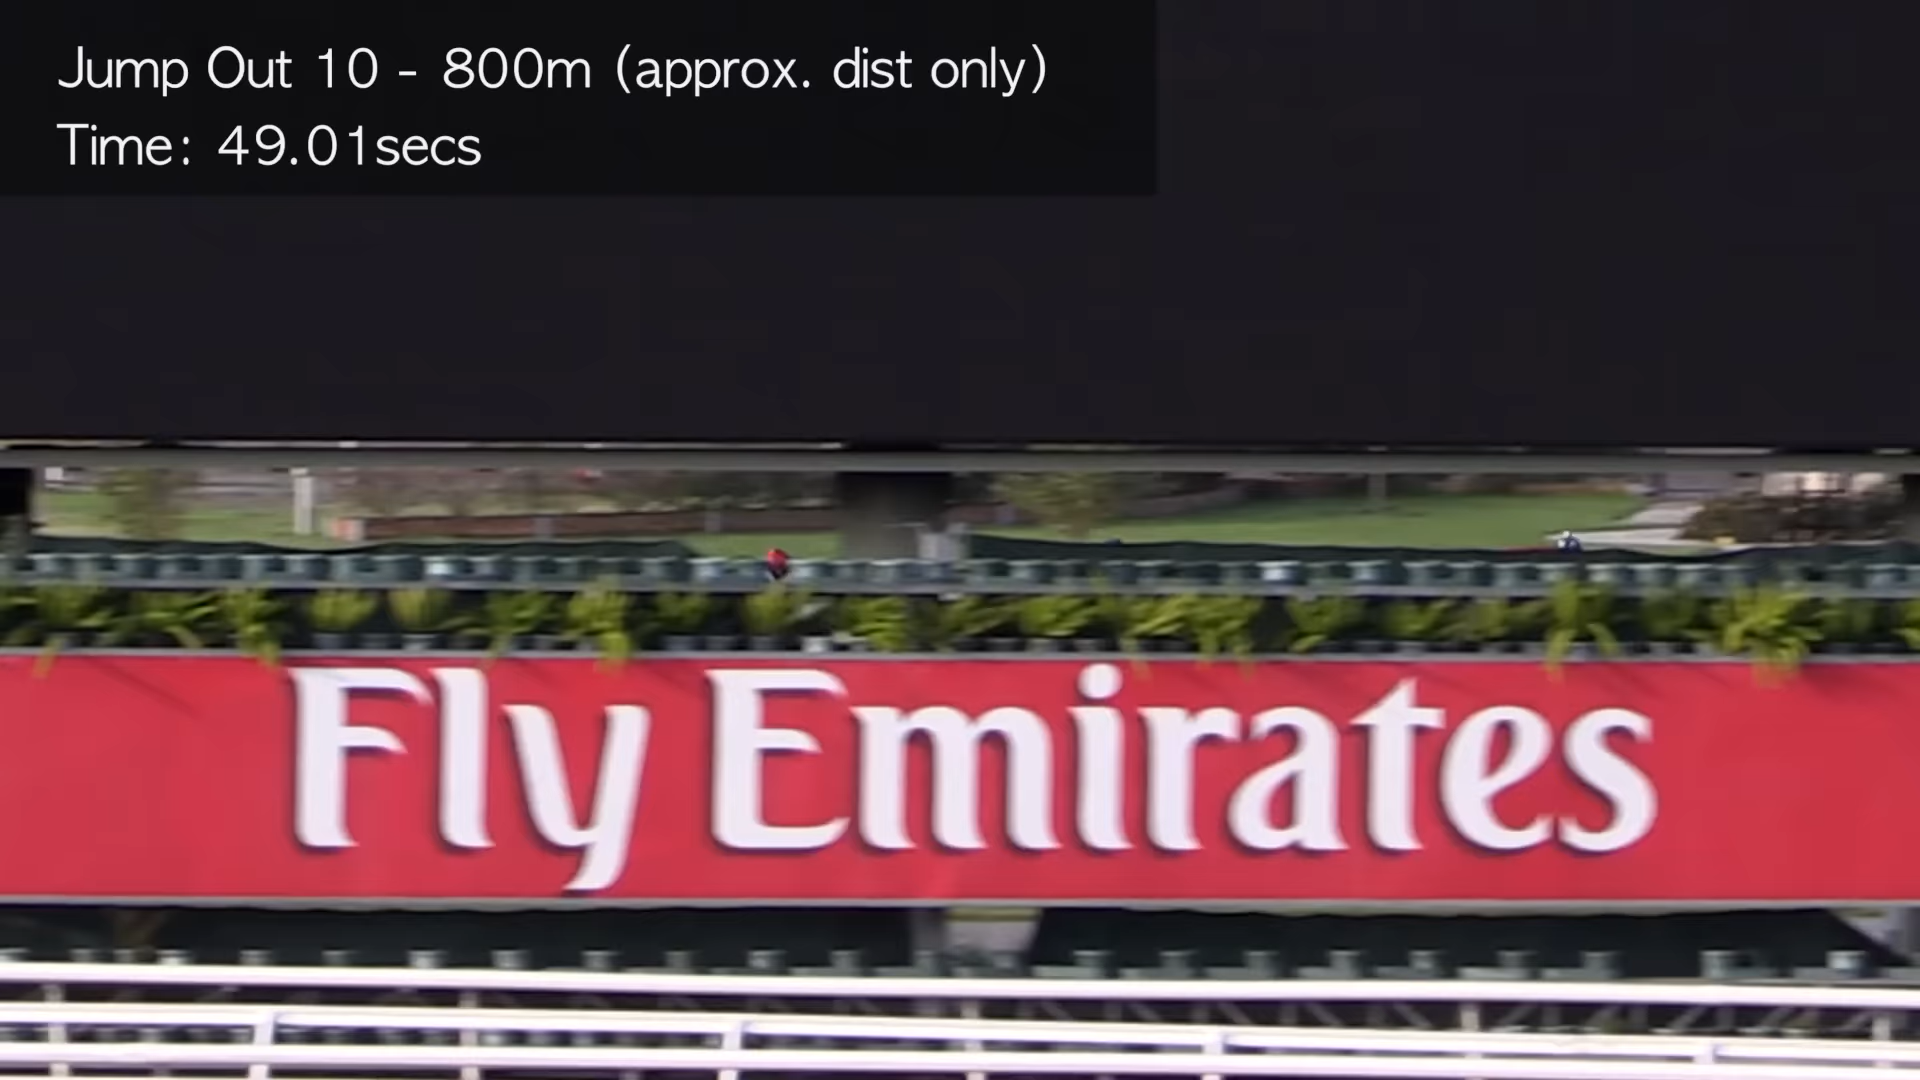 Jump Out 10 - 800m (approx. dist only)
Time: 49.01secs
Fly Emirates